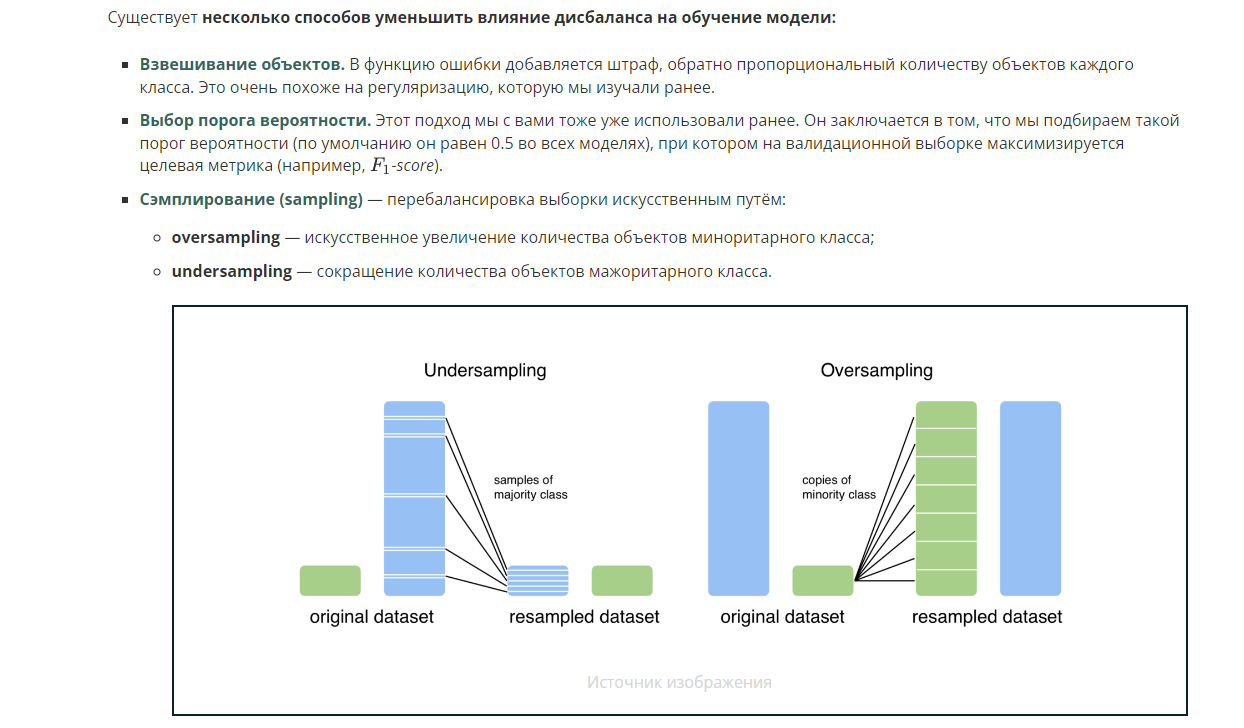 Существует несколько способов уменьшить влияние дисбаланса на обучение модели:
Взвешивание объектов. В функцию ошибки добавляется штраф, обратно пропорциональный количеству объектов каждого
класса. Это очень похоже на регуляризацию, которую мы изучали ранее.
Выбор порога вероятности. Этот подход мы с вами тоже уже использовали ранее. Он заключается в том, что мы подбираем такой
порог вероятности (по умолчанию он равен 0.5 во всех моделях), при котором на валидационной выборке максимизируется
целевая метрика (например, F₁-score).
Сэмплирование (sampling) — перебалансировка выборки искусственным путём:
oversampling — искусственное увеличение количества объектов миноритарного класса;
undersampling — сокращение количества объектов мажоритарного класса.
Undersampling
samples of
majority class
original dataset
resampled dataset
Oversampling
copies of
minority class
original dataset
resampled dataset
Источник изображения